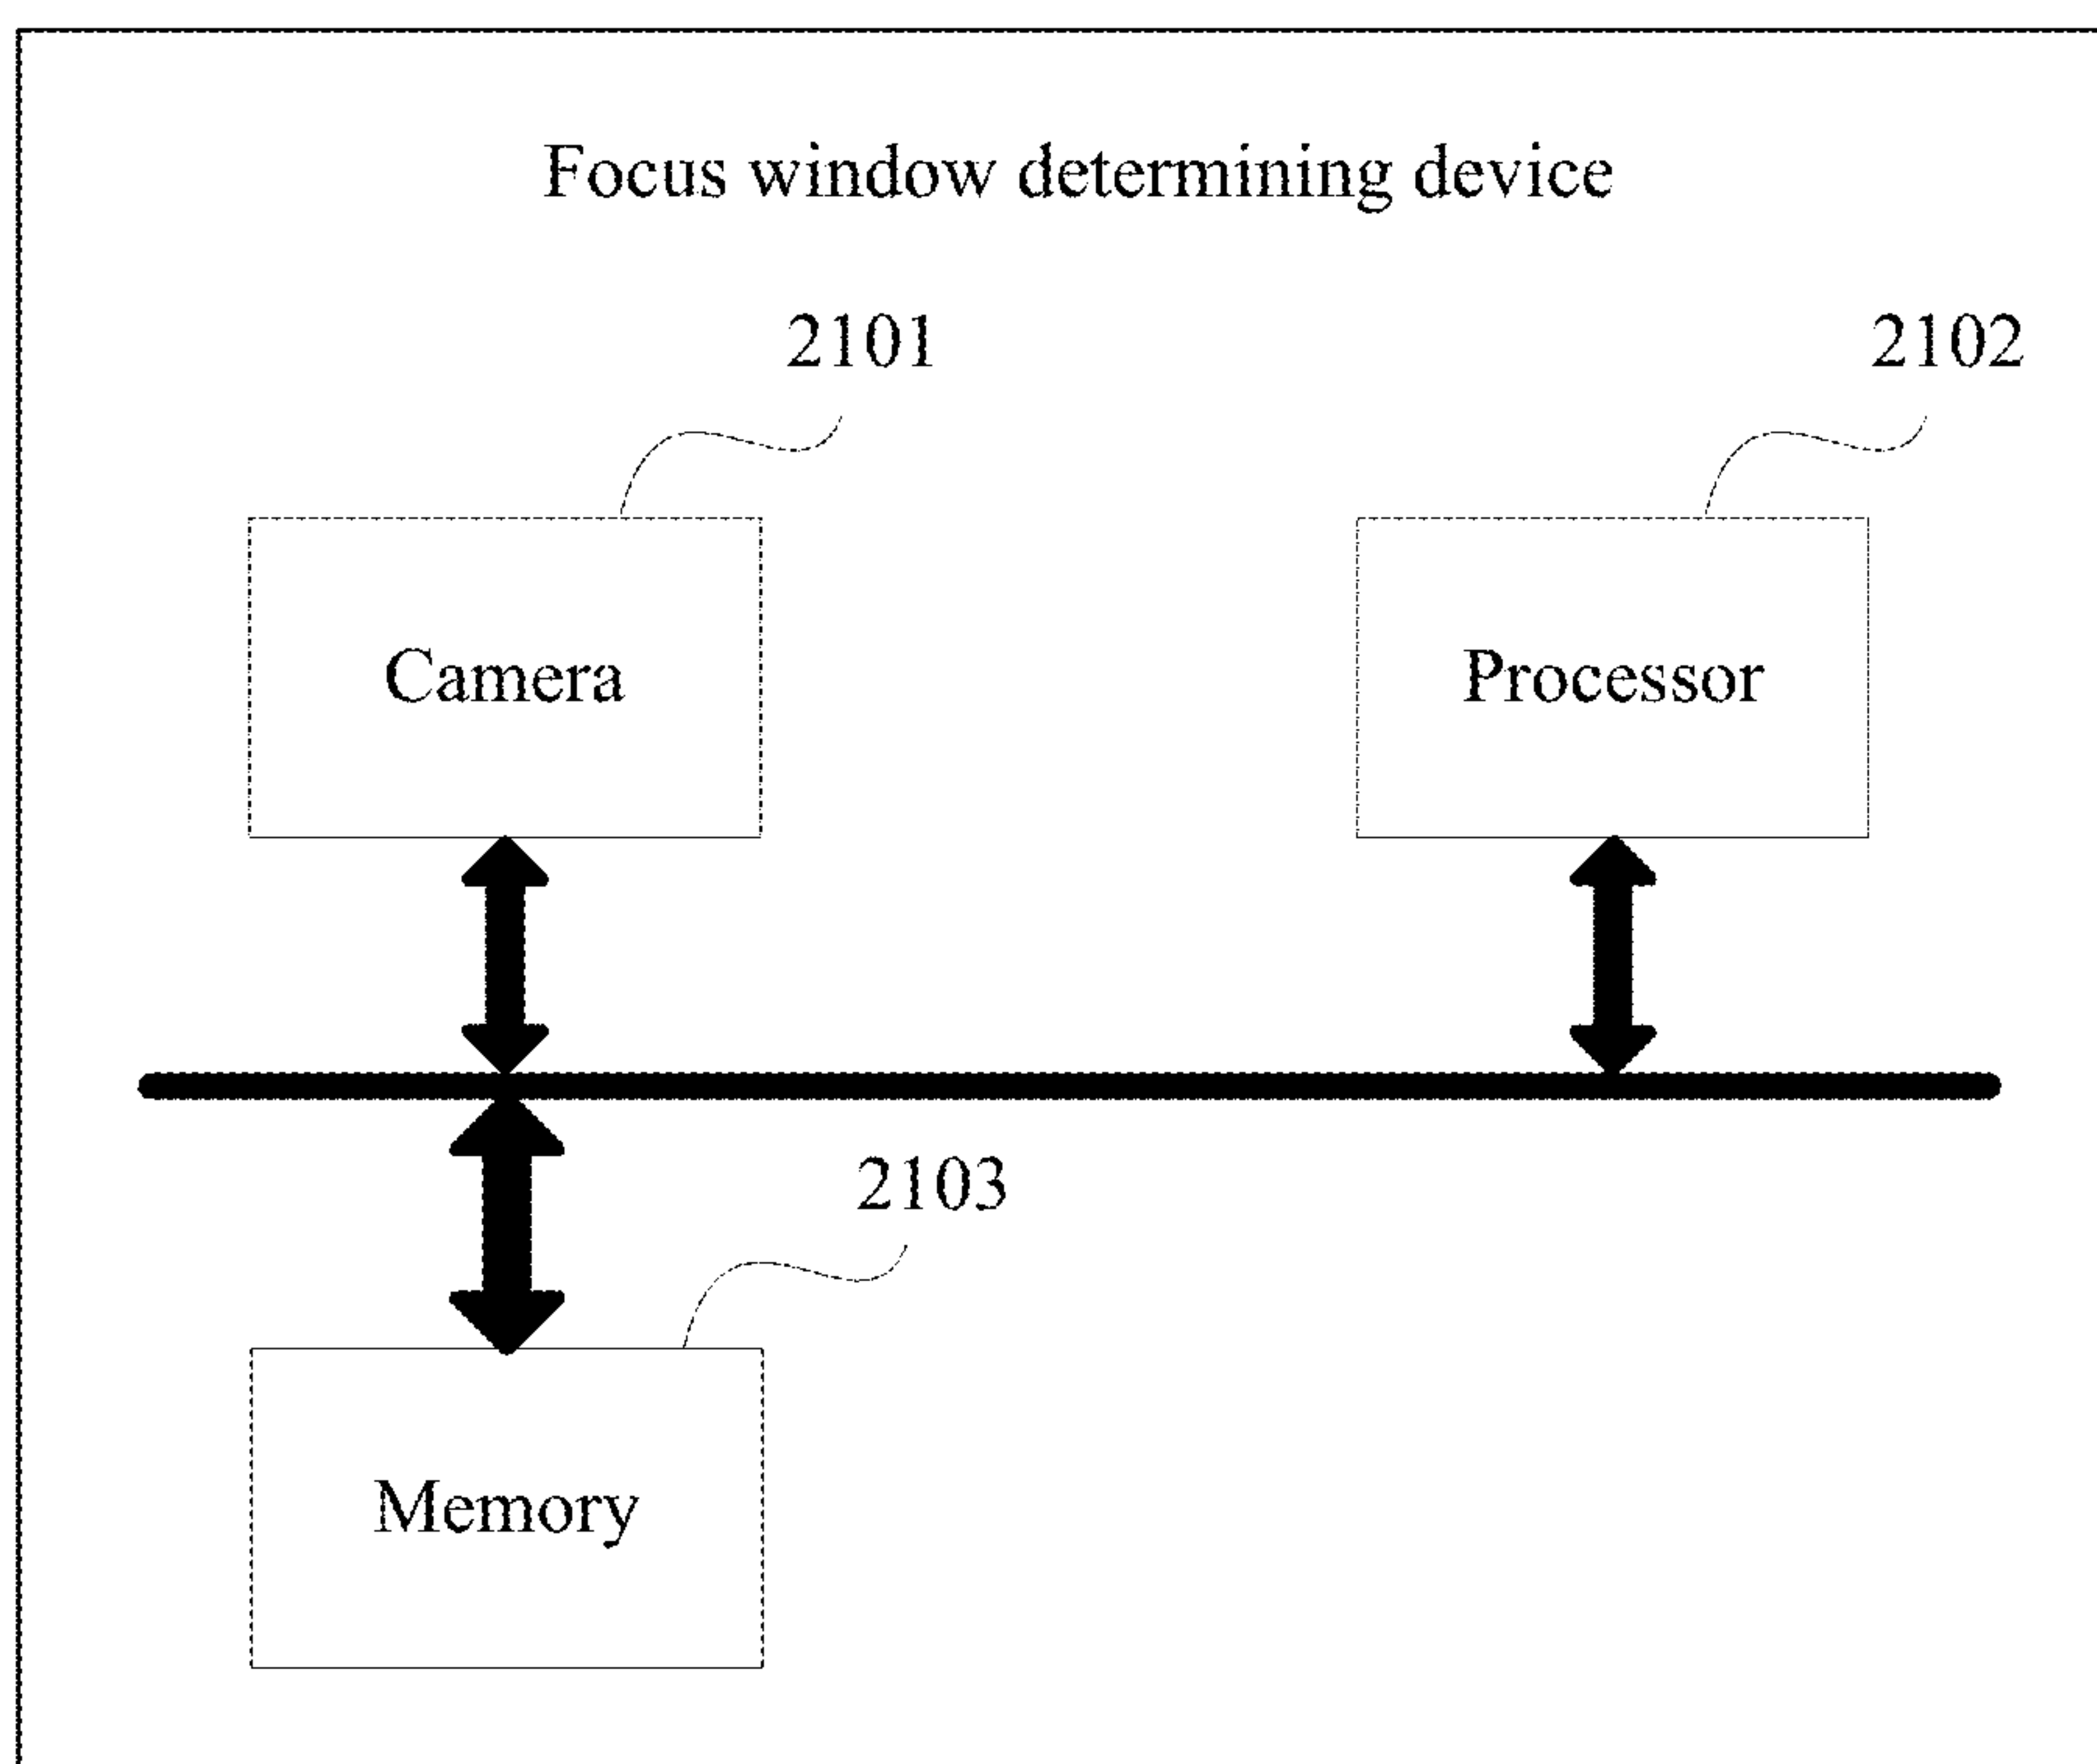 Focus window determining device
2101
2102
Camera
Processor
2103
Memory